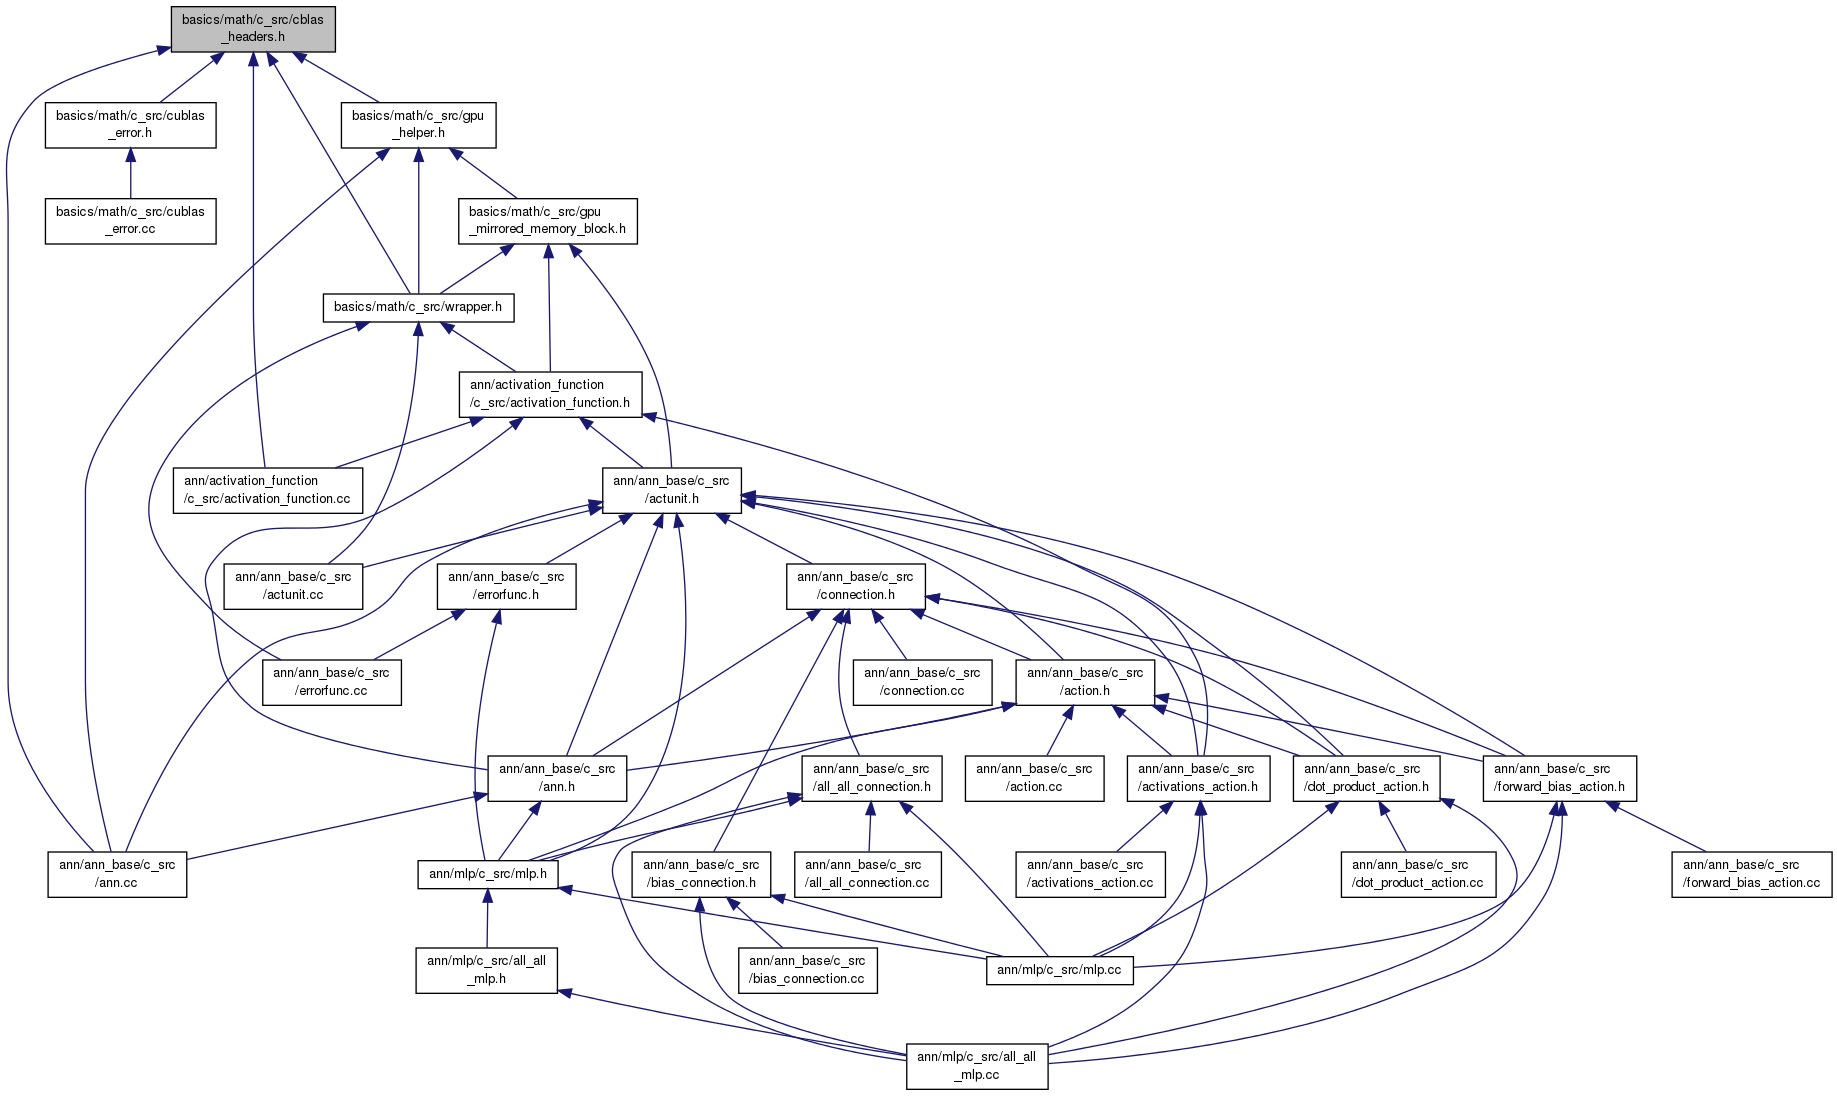 basics/math/c_src/cblas
_headers.h
basics/math/c_src/cublas
_error.h
basics/math/c_src/gpu
_helper.h
basics/math/c_src/cublas
_error.cc
basics/math/c_src/gpu
_mirrored_memory_block.h
basics/math/c_src/wrapper.h
ann/activation_function
/c_src/activation_function.h
ann/activation_function
/c_src/activation_function.cc
ann/ann_base/c_src
/actunit.h
ann/ann_base/c_src
/actunit.cc
ann/ann_base/c_src
/errorfunc.h
ann/ann_base/c_src
/connection.h
ann/ann_base/c_src
/errorfunc.cc
ann/ann_base/c_src
/connection.cc
ann/ann_base/c_src
/action.h
ann/ann_base/c_src
/ann.h
ann/ann_base/c_src
/all_all_connection.h
ann/ann_base/c_src
/action.cc
ann/ann_base/c_src
/activations_action.h
ann/ann_base/c_src
/dot_product_action.h
ann/ann_base/c_src
/forward_bias_action.h
ann/ann_base/c_src
/ann.cc
ann/mlp/c_src/mlp.h
ann/ann_base/c_src
/bias_connection.h
ann/ann_base/c_src
/all_all_connection.cc
ann/ann_base/c_src
/activations_action.cc
ann/ann_base/c_src
/dot_product_action.cc
ann/ann_base/c_src
/forward_bias_action.cc
ann/mlp/c_src/all_all
_mlp.h
ann/ann_base/c_src
/bias_connection.cc
ann/mlp/c_src/mlp.cc
ann/mlp/c_src/all_all
_mlp.cc